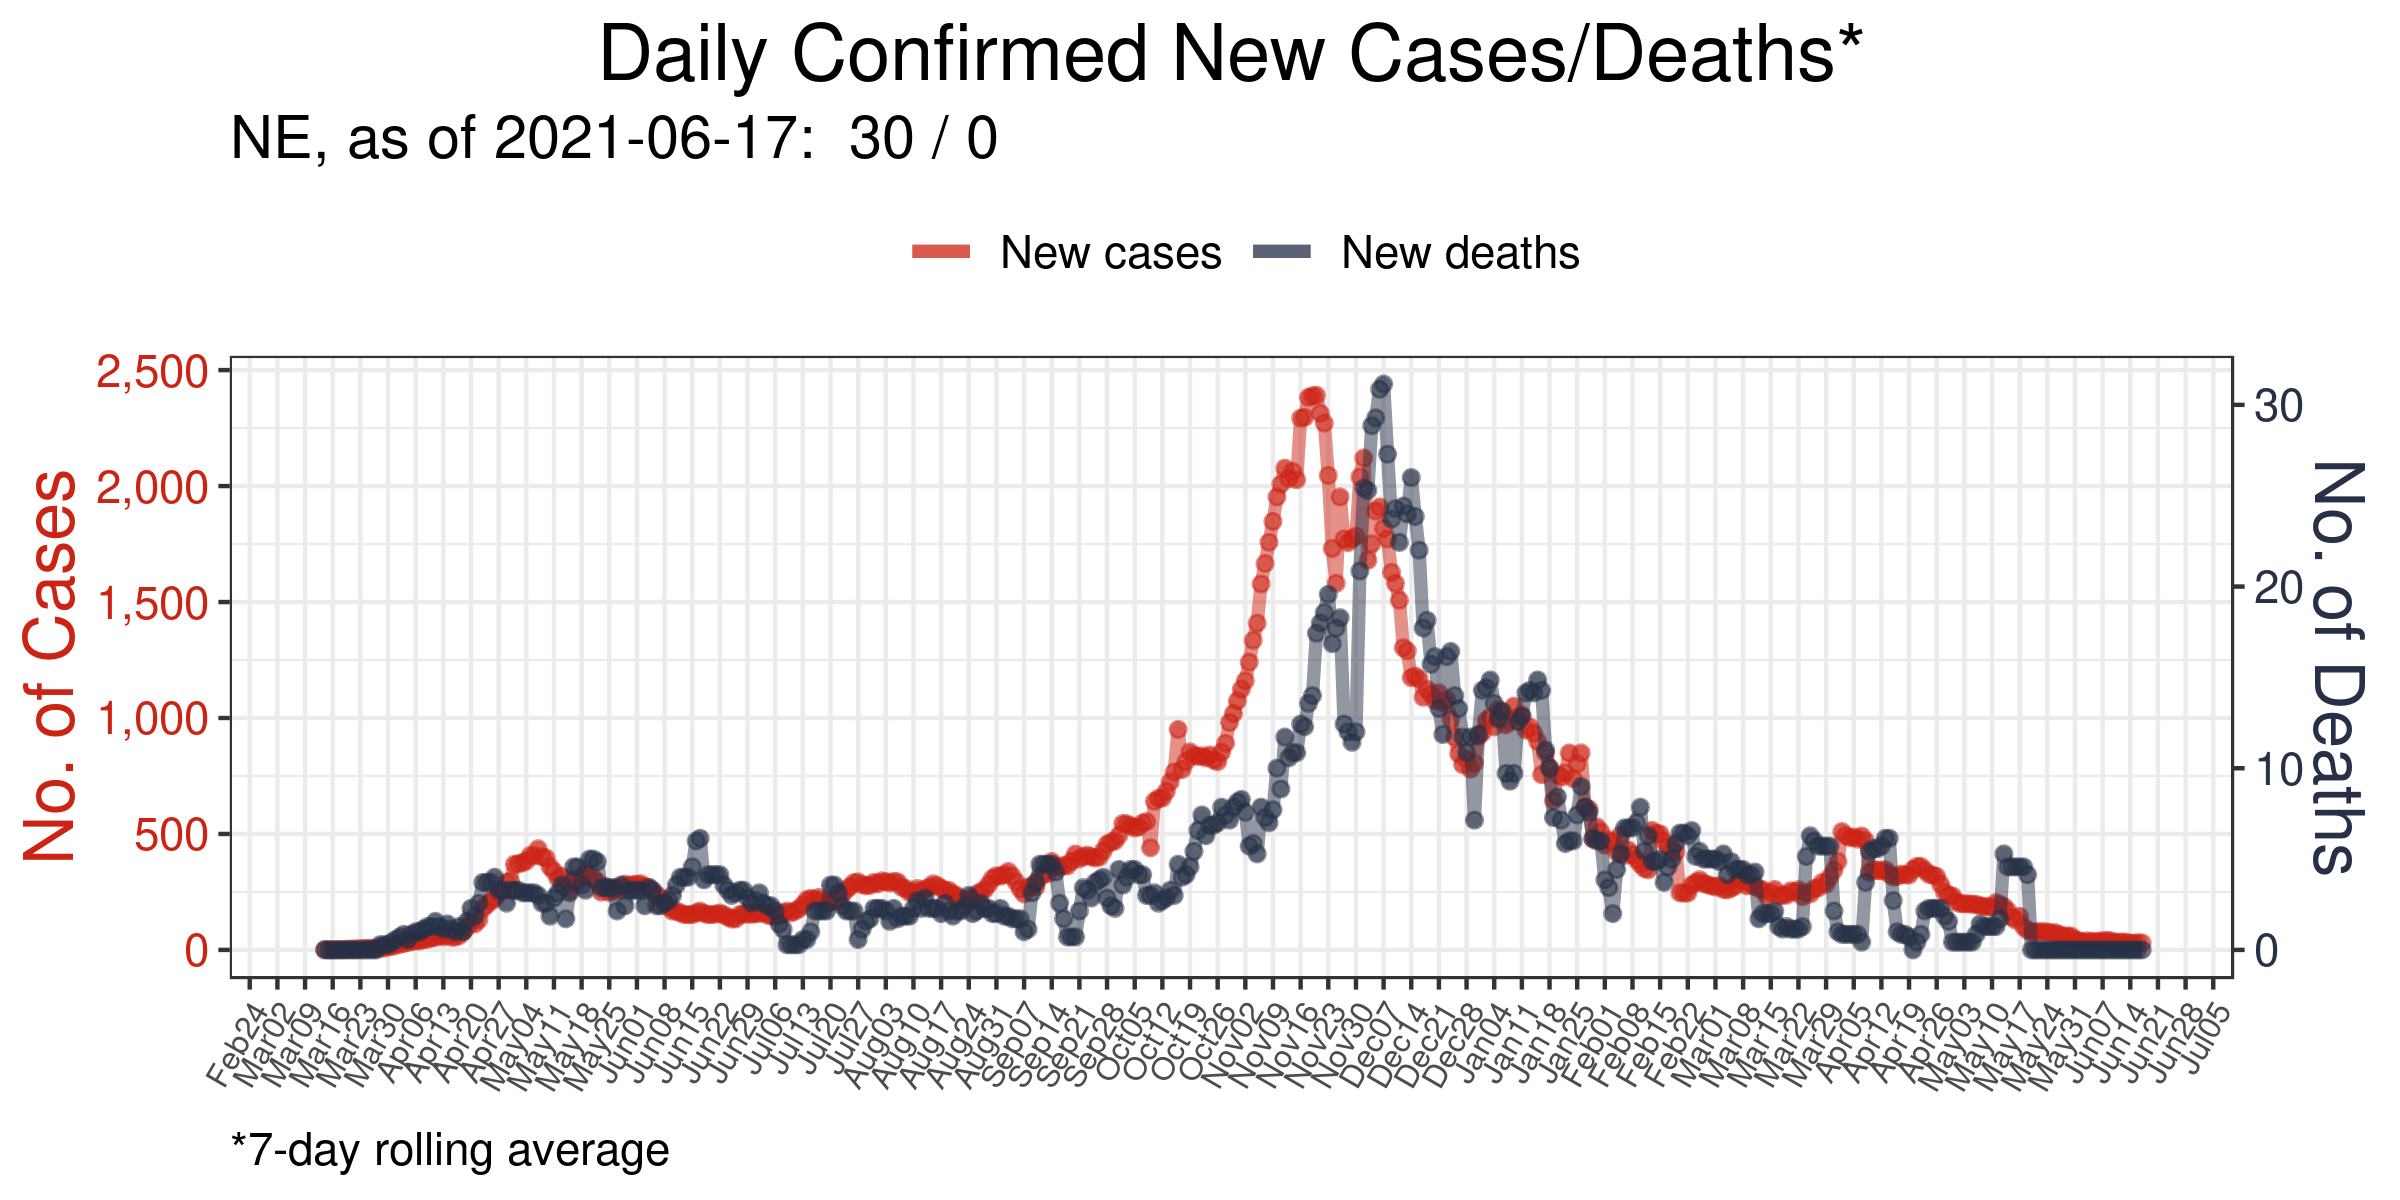 Daily Confirmed New Cases/Deaths*
NE, as of 2021-06-17: 30 / 0
New cases New deaths
No. of Cases
2,500
2,000
1,500
1,000
500
0
30
20
10
0
No. of Deaths
Feb24 Mar02 Mar09 Mar16 Mar23 Mar30 Apr06 Apr13 Apr20 Apr27 May04 May11 May18 May25 Jun01 Jun08 Jun15 Jun22 Jun29 Jul06 Jul13 Jul20 Jul27 Aug03 Aug10 Aug17 Aug24 Aug31 Sep07 Sep14 Sep21 Sep28 Oct05 Oct12 Oct19 Oct26 Nov02 Nov09 Nov16 Nov23 Nov30 Dec07 Dec14 Dec21 Dec28 Jan04 Jan11 Jan18 Jan25 Feb01 Feb08 Feb15 Feb22 Mar01 Mar08 Mar15 Mar22 Mar29 Apr05 Apr12 Apr19 Apr26 May03 May10 May17 May24 May31 Jun07 Jun14 Jun21 Jun28 Jul05
*7-day rolling average